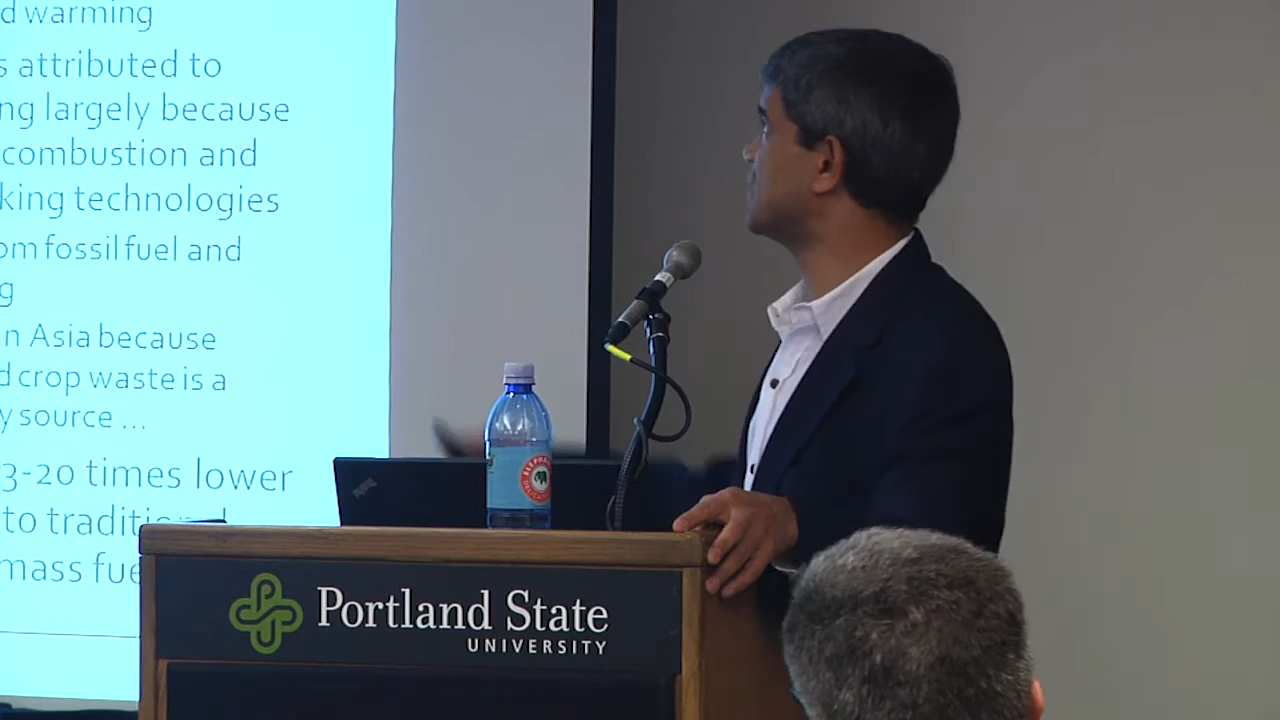 d warming
s attributed to
ng largely because
combustion and
king technologies
om fossil fuel and
g
n Asia because
d crop waste is a
y source ...
3-20 times lower
to traditional
mass fue
Portland State
UNIVERSITY